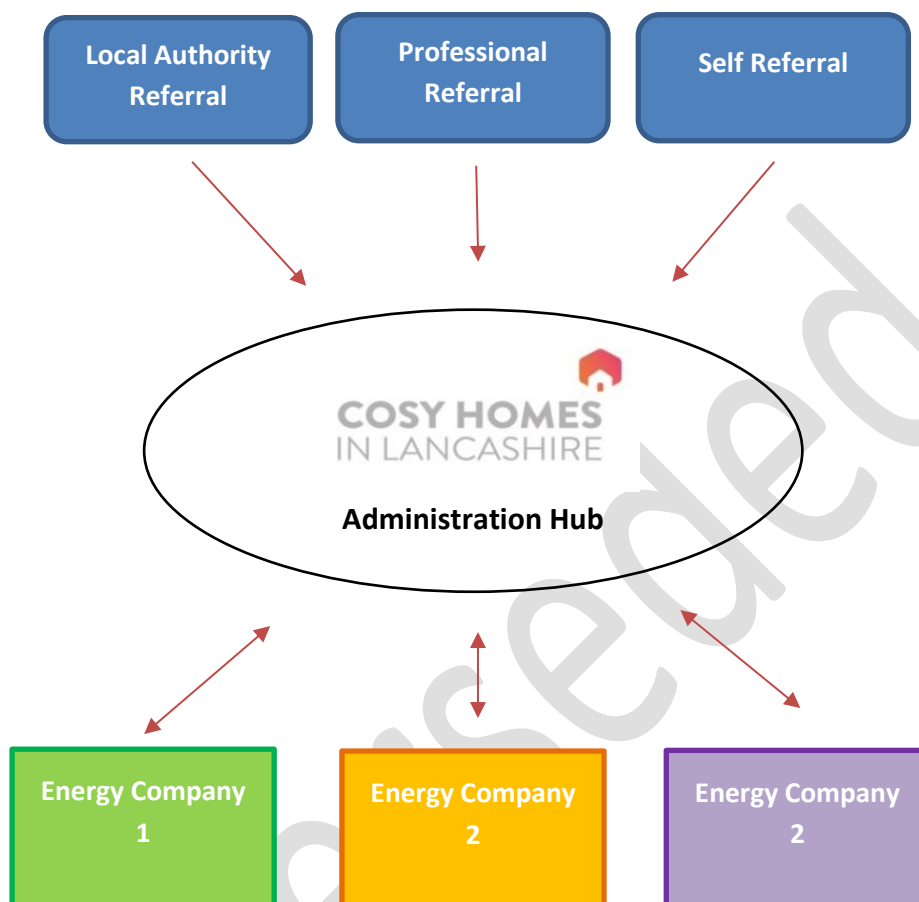 Local Authority
Referral
Professional
Referral
Self Referral
COSY HOMES
IN LANCASHIRE
Administration Hub
Energy Company
1
Energy Company
2
Energy Company
2
erseded